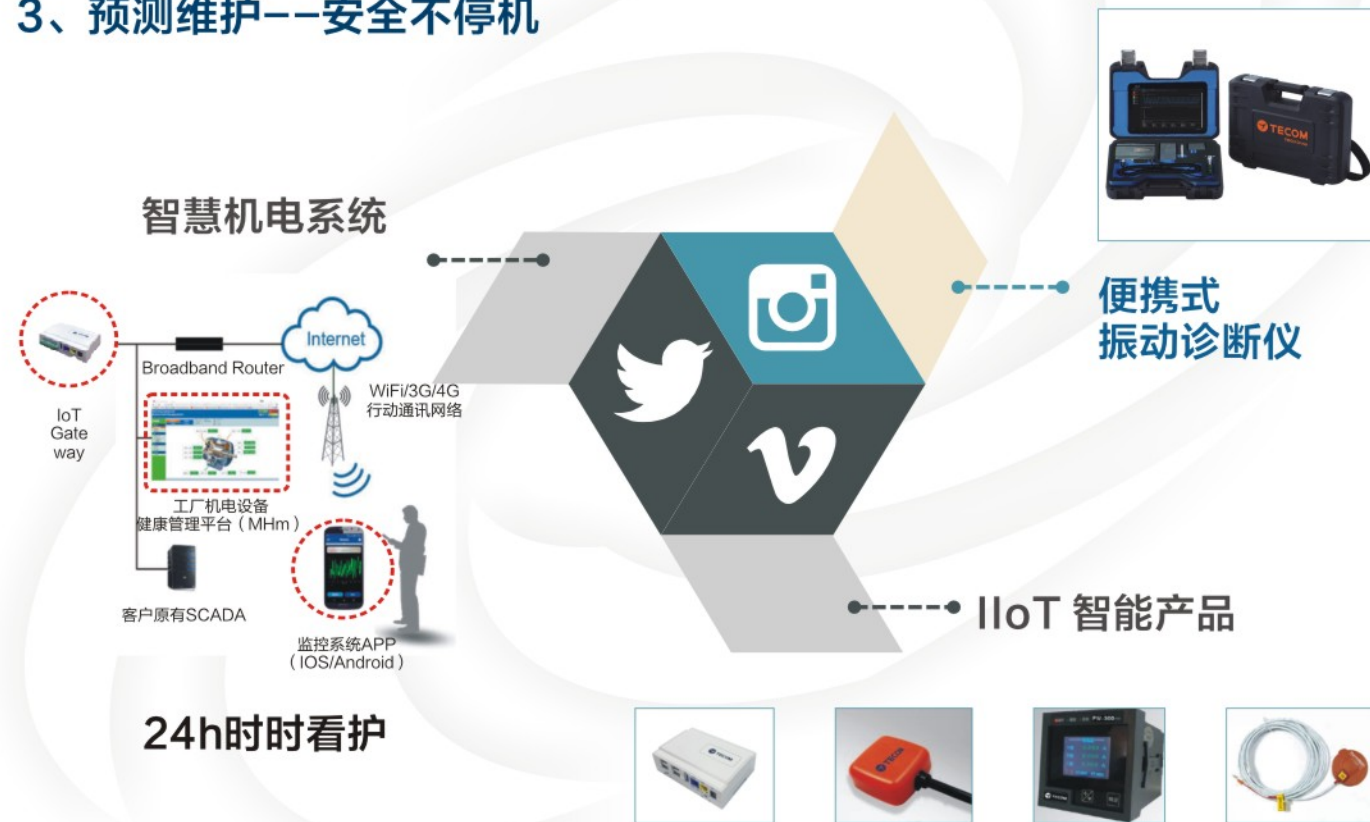 3、预测维护--安全不停机
智慧机电系统
Internet
Broadband Router
WiFi/3G/4G
行动通讯网络
IoT
Gate
way
工厂机电设备
健康管理平台（MHm）
客户原有SCADA
监控系统APP
（IOS/Android）
24h时时看护
TECOM
便携式
振动诊断仪
IIoT 智能产品
TECOM
TECOM
TECOM